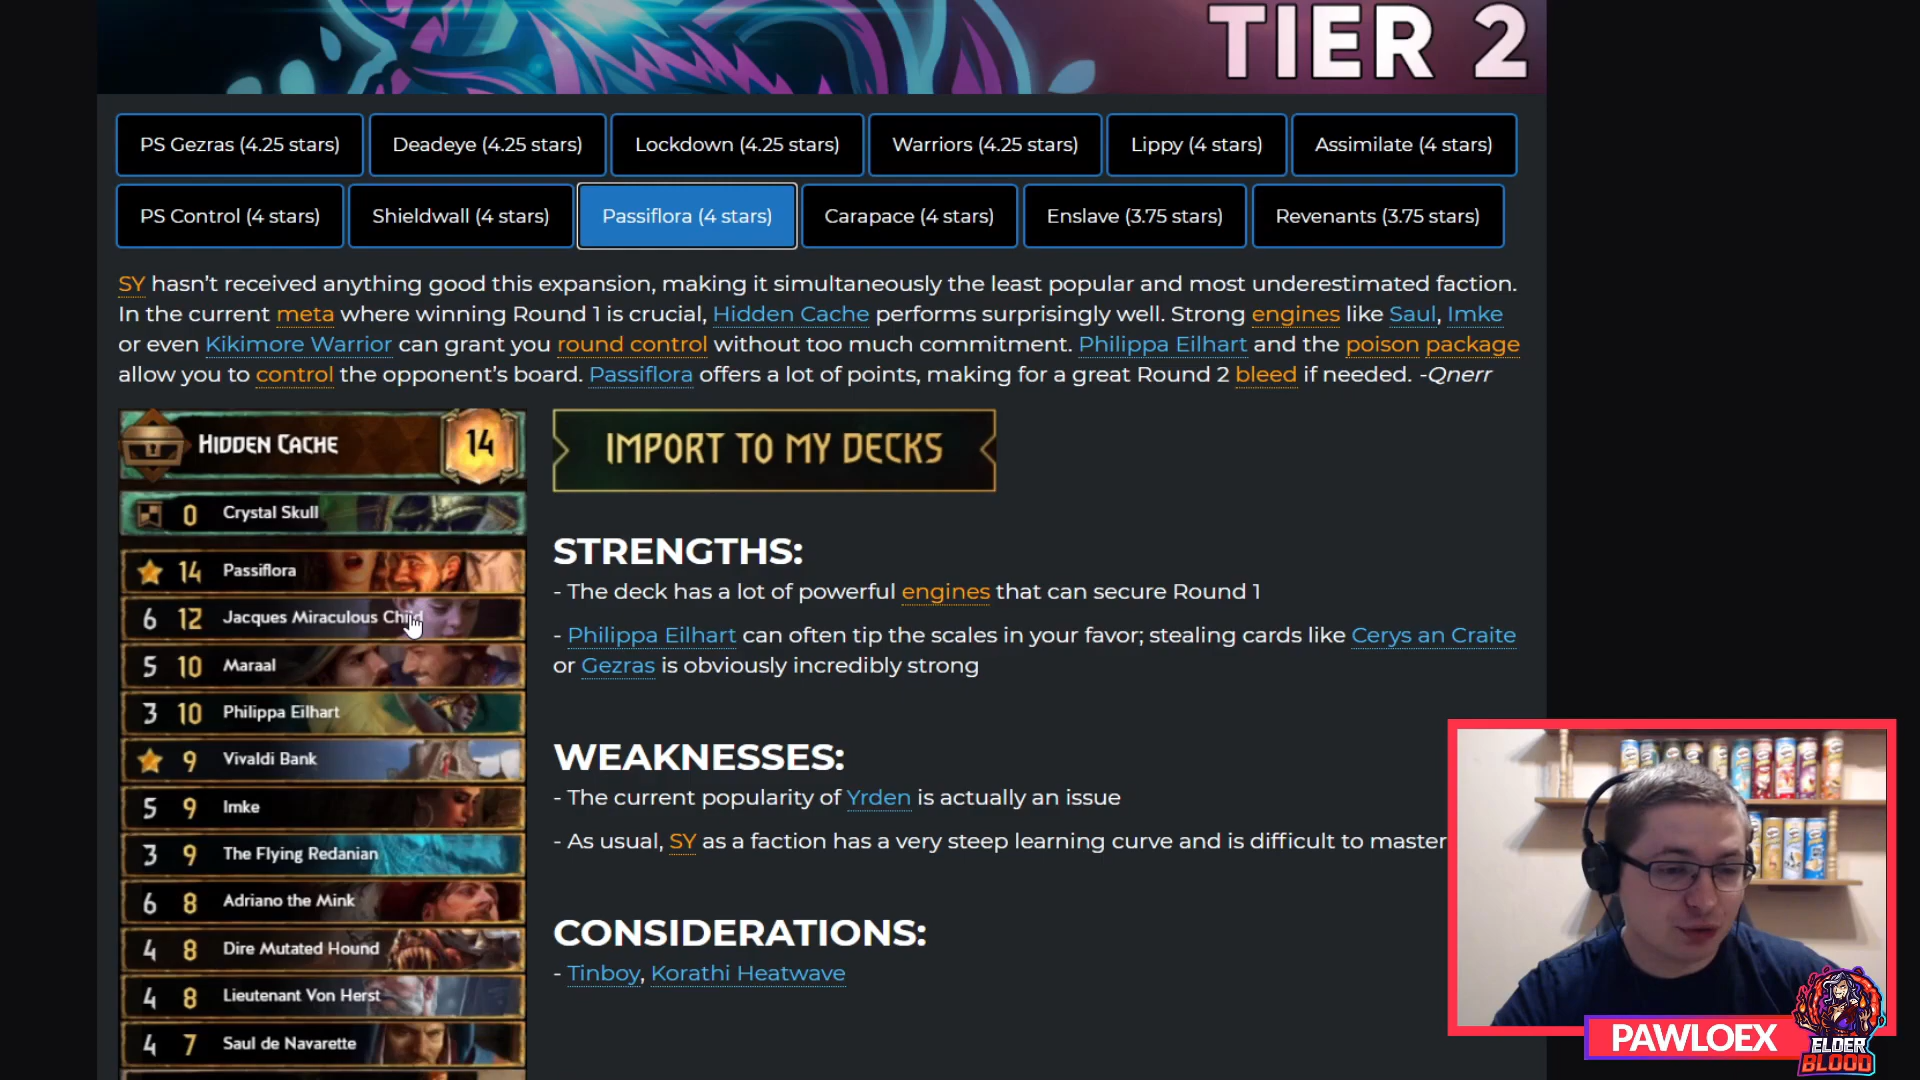 TIER 2
PS Gezras (4.25 stars) Deadeye (4.25 stars) Lockdown (4.25 stars) Warriors (4.25 stars) Lippy (4 stars) Assimilate (4 stars)
PS Control (4 stars) Shieldwall (4 stars) Passiflora (4 stars) Carapace (4 stars) Enslave (3.75 stars) Revenants (3.75 stars)
SY hasn't received anything good this expansion, making it simultaneously the least popular and most underestimated faction.
In the current meta where winning Round 1 is crucial, Hidden Cache performs surprisingly well. Strong engines like Saul, Imke
or even Kikimore Warrior can grant you round control without too much commitment. Philippa Eilhart and the poison package
allow you to control the opponent's board. Passiflora offers a lot of points, making for a great Round 2 bleed if needed. -Qnerr
HIDDEN CACHE 14
0 Crystal Skull
14 Passiflora
6 12 Jacques Miraculous Child
5 10 Maraal
3 10 Philippa Eilhart
9 Vivaldi Bank
5 9 Imke
3 9 The Flying Redanian
6 8 Adriano the Mink
4 8 Dire Mutated Hound
4 8 Lieutenant Von Herst
4 7 Saul de Navarette
IMPORT TO MY DECKS
STRENGTHS:
- The deck has a lot of powerful engines that can secure Round 1
- Philippa Eilhart can often tip the scales in your favor; stealing cards like Cerys an Craite
or Gezras is obviously incredibly strong
WEAKNESSES:
- The current popularity of Yrden is actually an issue
- As usual, SY as a faction has a very steep learning curve and is difficult to master
CONSIDERATIONS:
- Tinboy, Korathi Heatwave
PAWLOEX
ELDER
BLOOD